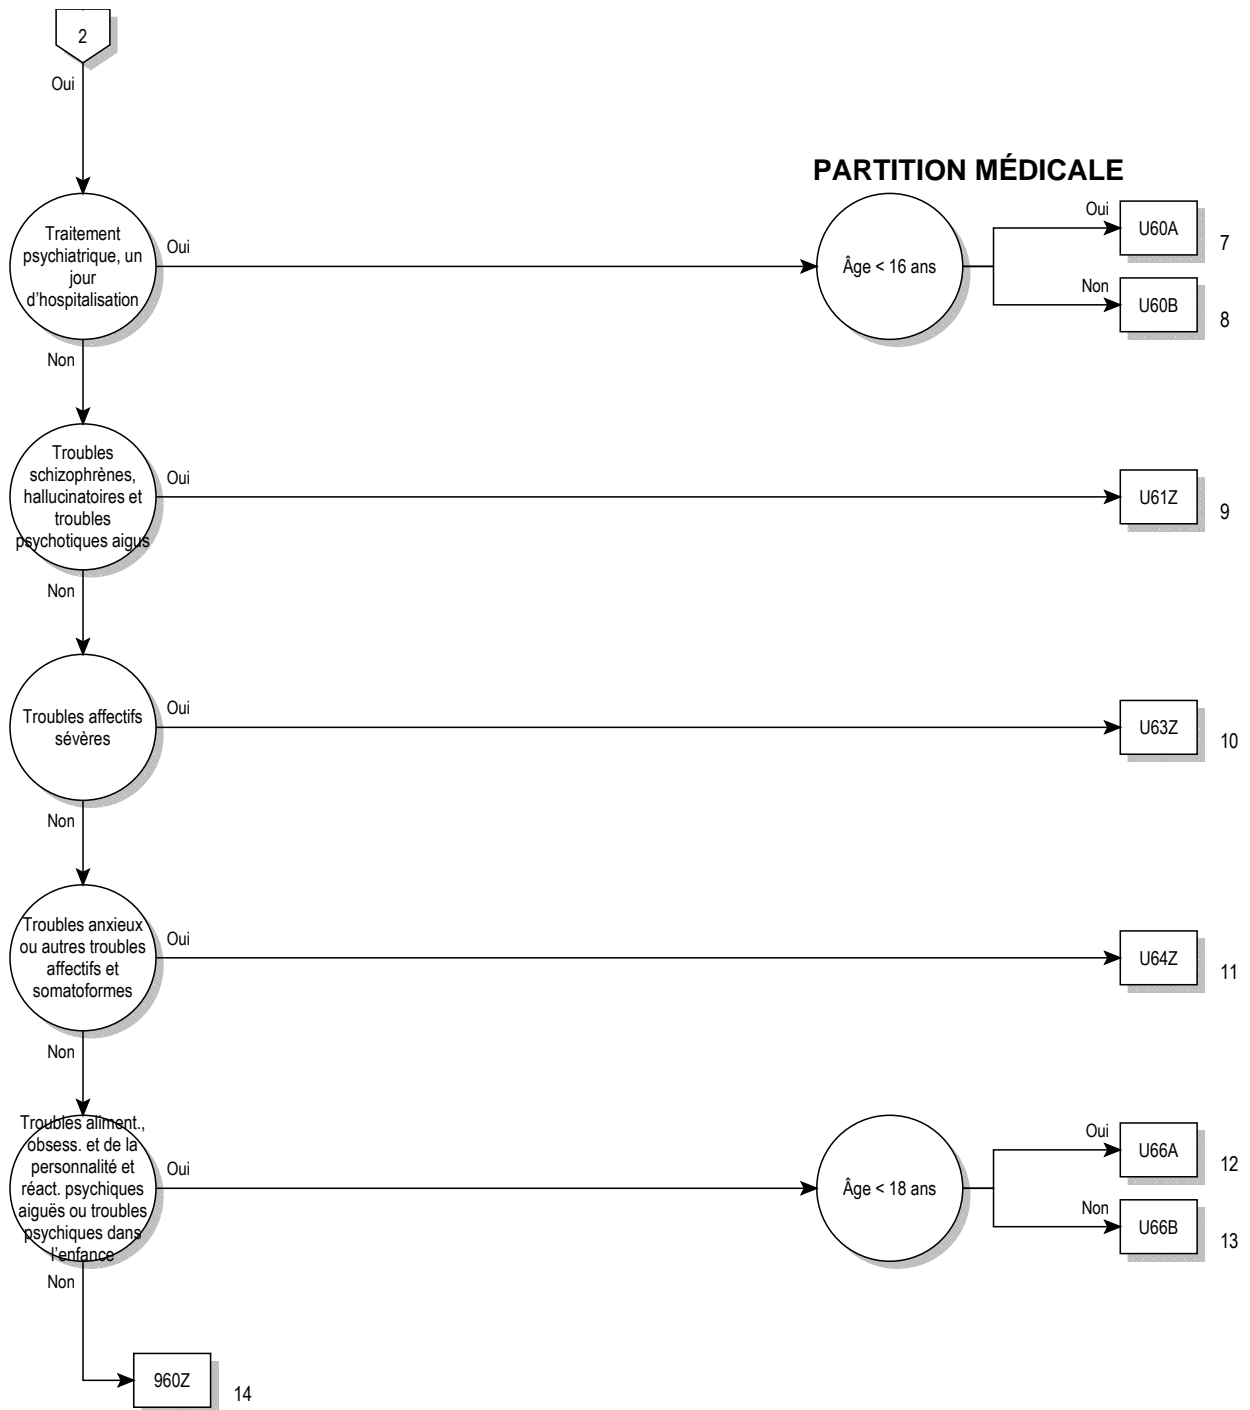 2
Oui
PARTITION MÉDICALE
Traitement
psychiatrique, un
jour
d'hospitalisation
Oui
Âge < 16 ans
Oui
U60A
7
Non
U60B
8
Non
Troubles
schizophrènes,
hallucinatoires et
troubles
psychotiques aigus
Oui
U61Z
9
Non
Troubles affectifs
sévères
Oui
U63Z
10
Non
Troubles anxieux
ou autres troubles
affectifs et
somatoformes
Oui
U64Z
11
Non
Troubles aliment.,
obsess. et de la
personnalité et
réact. psychiques
aiguës ou troubles
psychiques dans
l'enfance
Oui
Âge < 18 ans
Oui
U66A
12
Non
U66B
13
Non
960Z
14